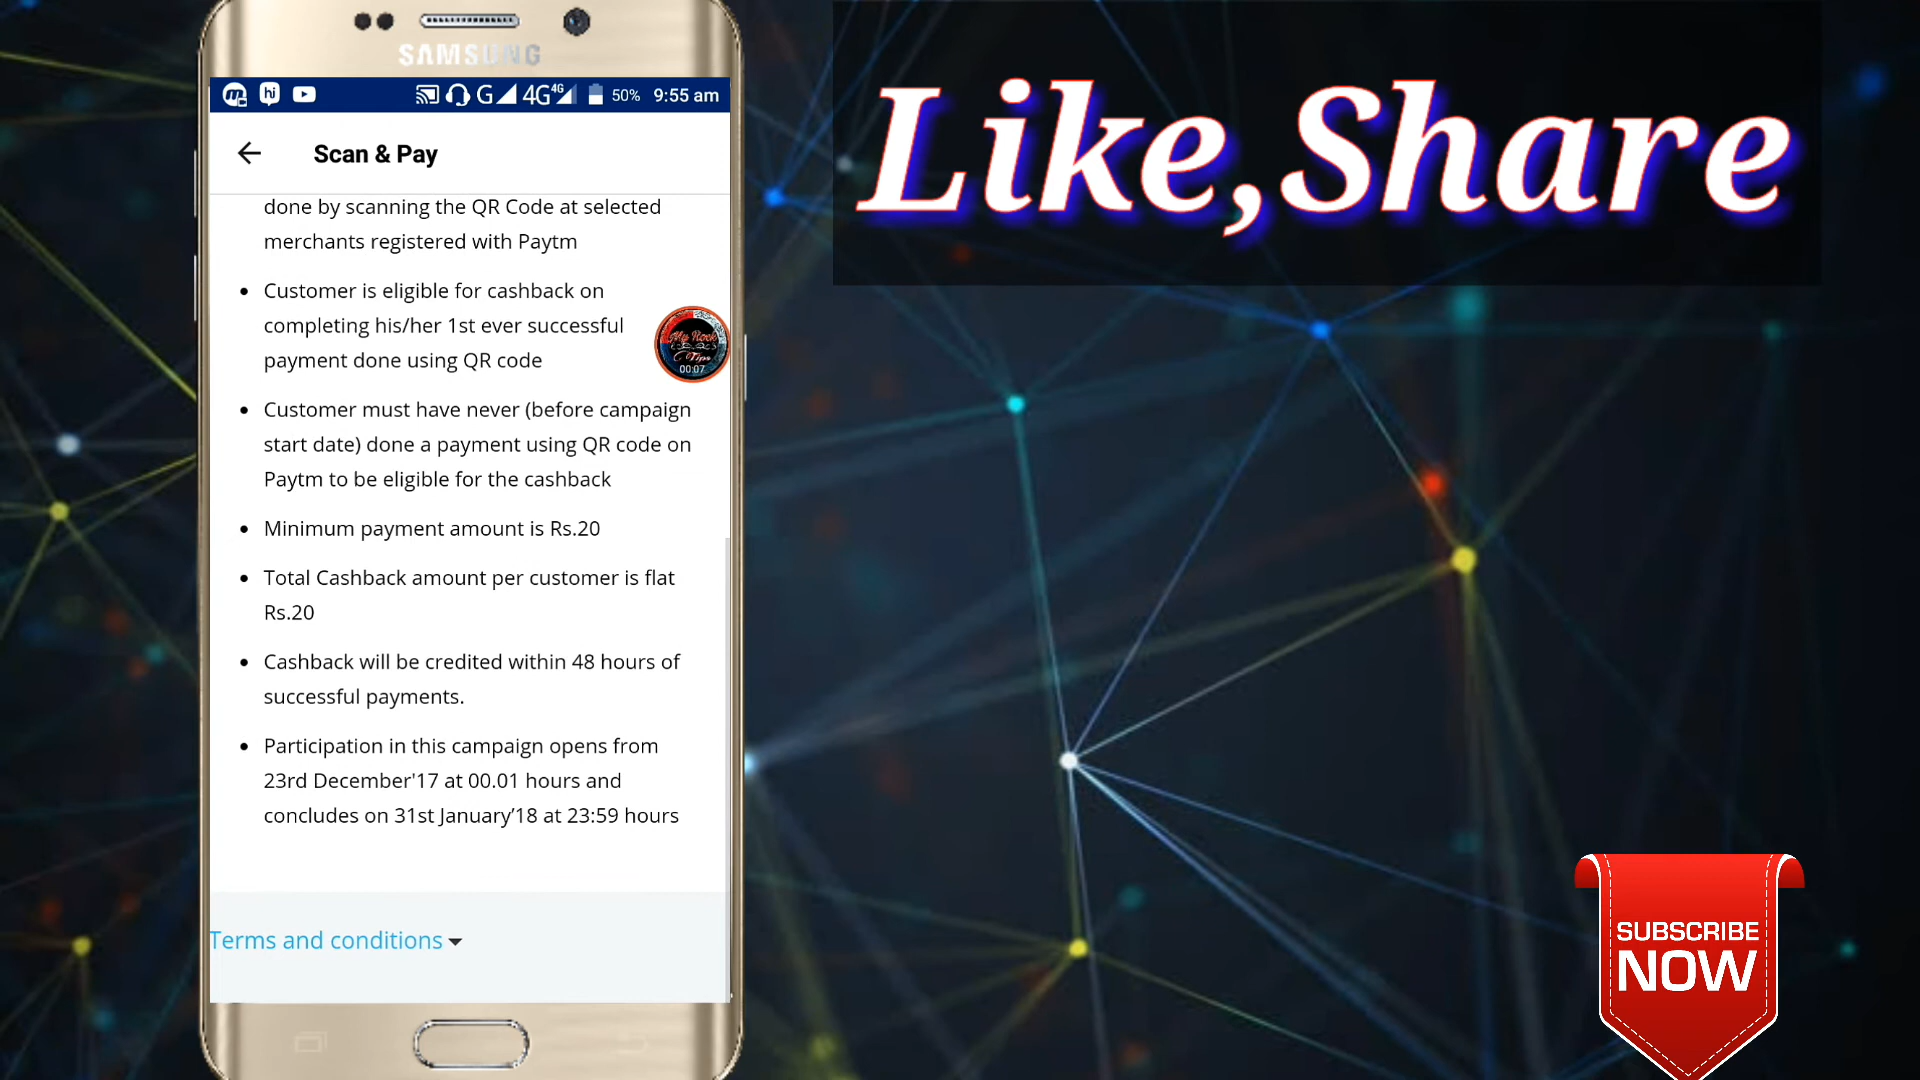 SAMSUNG
hi
G 4G 4G 50% 9:55 am
Scan & Pay
done by scanning the QR Code at selected
merchants registered with Paytm
• Customer is eligible for cashback on
completing his/her 1st ever successful
payment done using QR code
• Customer must have never (before campaign
start date) done a payment using QR code on
Paytm to be eligible for the cashback
• Minimum payment amount is Rs.20
• Total Cashback amount per customer is flat
Rs.20
• Cashback will be credited within 48 hours of
successful payments.
• Participation in this campaign opens from
23rd December'17 at 00.01 hours and
concludes on 31st January’18 at 23:59 hours
Terms and conditions
My Rock
Tips
00:07
Like,Share
SUBSCRIBE
NOW